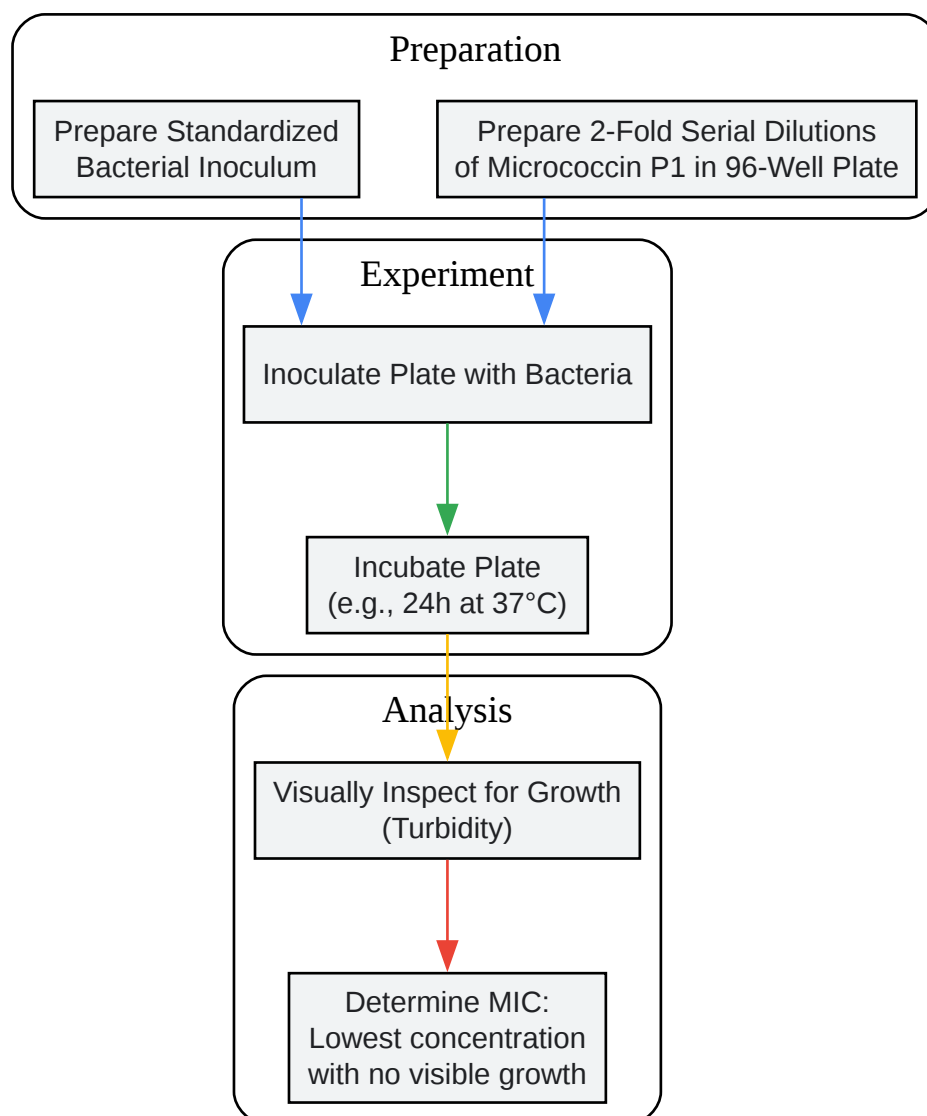 Preparation
Prepare Standardized
Bacterial Inoculum
Prepare 2-Fold Serial Dilutions
of Micrococcin P1 in 96-Well Plate
Experiment
Inoculate Plate with Bacteria
Incubate Plate
(e.g., 24h at 37°C)
Analysis
Visually Inspect for Growth
(Turbidity)
Determine MIC:
Lowest concentration
with no visible growth